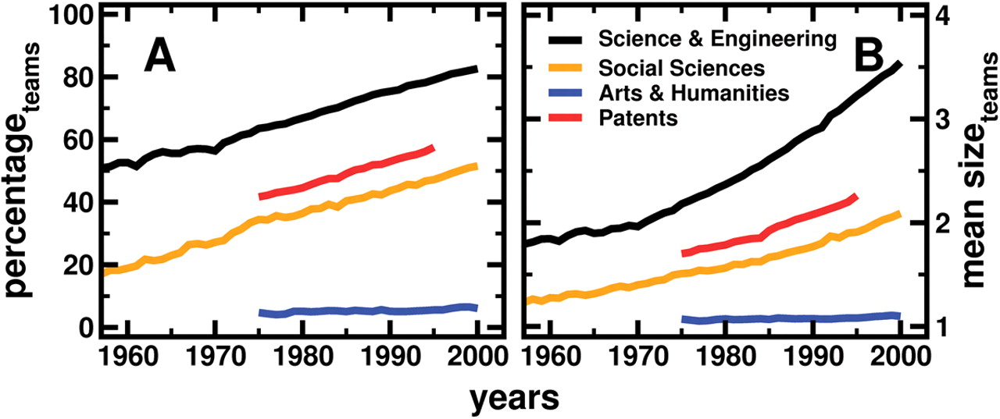 A
percentage teams
100
80
60
40
20
0
1960 1970 1980 1990 2000
B
Science & Engineering
Social Sciences
Arts & Humanities
Patents
4
3
2
1
mean size teams
1960 1970 1980 1990 2000
years